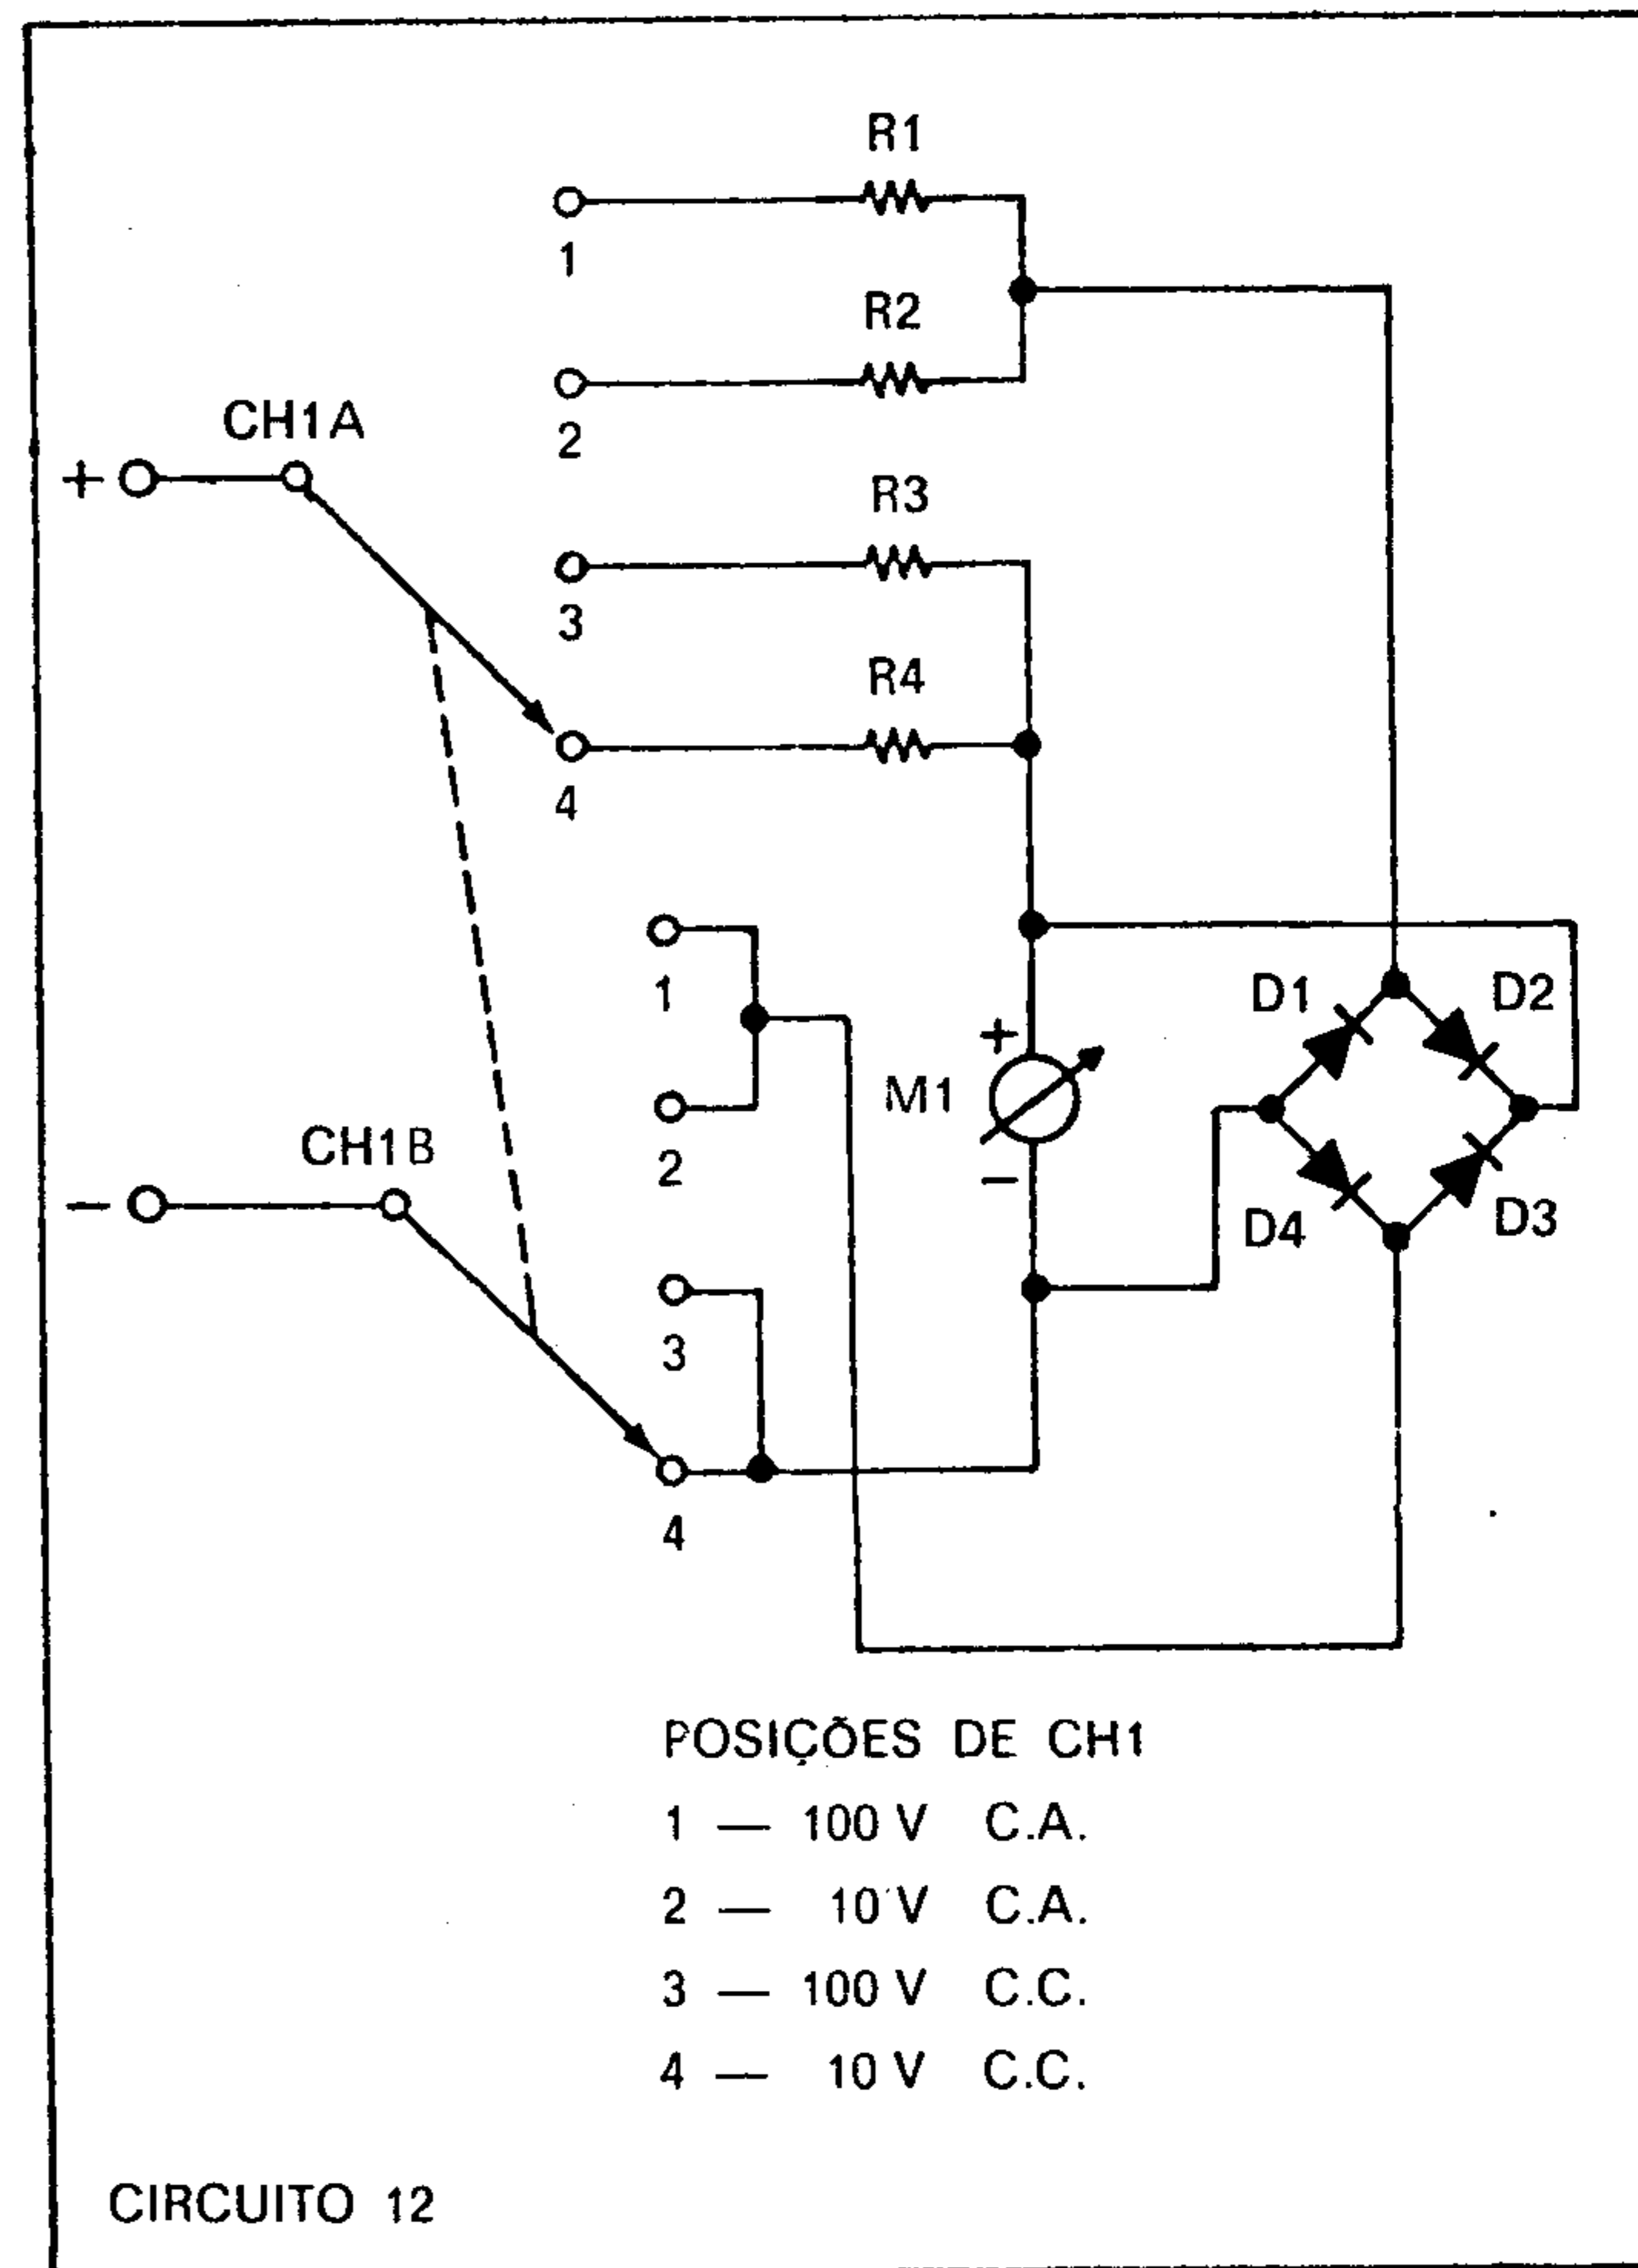 R1
1
R2
2
CH1A
+
R3
3
R4
4
1
D1
D2
+
M1
2
CH1B
−
−
D4
D3
3
4
POSIÇÕES DE CH1
1 — 100 V C.A.
2 — 10 V C.A.
3 — 100 V C.C.
4 — 10 V C.C.
CIRCUITO 12